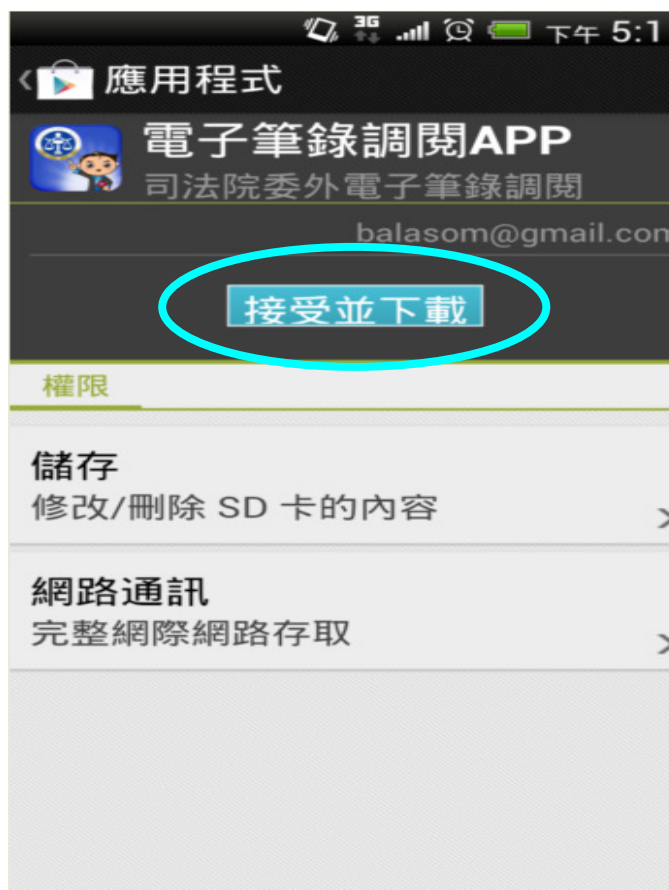 3G 下午 5:1
應用程式
電子筆錄調閱APP
司法院委外電子筆錄調閱
balasom@gmail.com
接受並下載
權限
儲存
修改/刪除 SD 卡的內容
網路通訊
完整網際網路存取